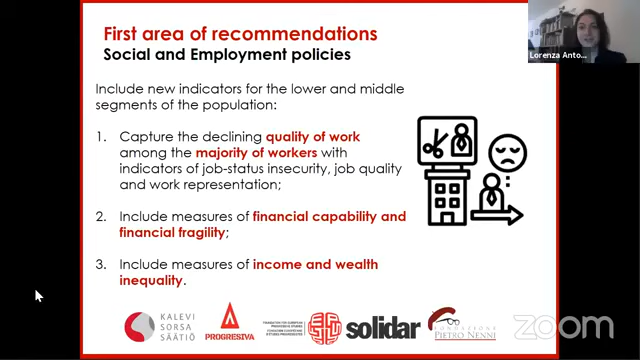 First area of recommendations
Social and Employment policies
Lorenza Anto...
Include new indicators for the lower and middle
segments of the population:
1. Capture the declining quality of work
among the majority of workers with
indicators of job-status insecurity, job quality
and work representation;
2. Include measures of financial capability and
financial fragility;
3. Include measures of income and wealth
inequality.
KALEVI
SORSA
SÄÄTIÖ
PROGRESIVA
FOUNDATION FOR EUROPEAN
PROGRESSIVE STUDIES
FONDATION EUROPÉENNE
D'ÉTUDES PROGRESSISTES
solidar
FONDAZIONE
PIETRO NENNI
zoom